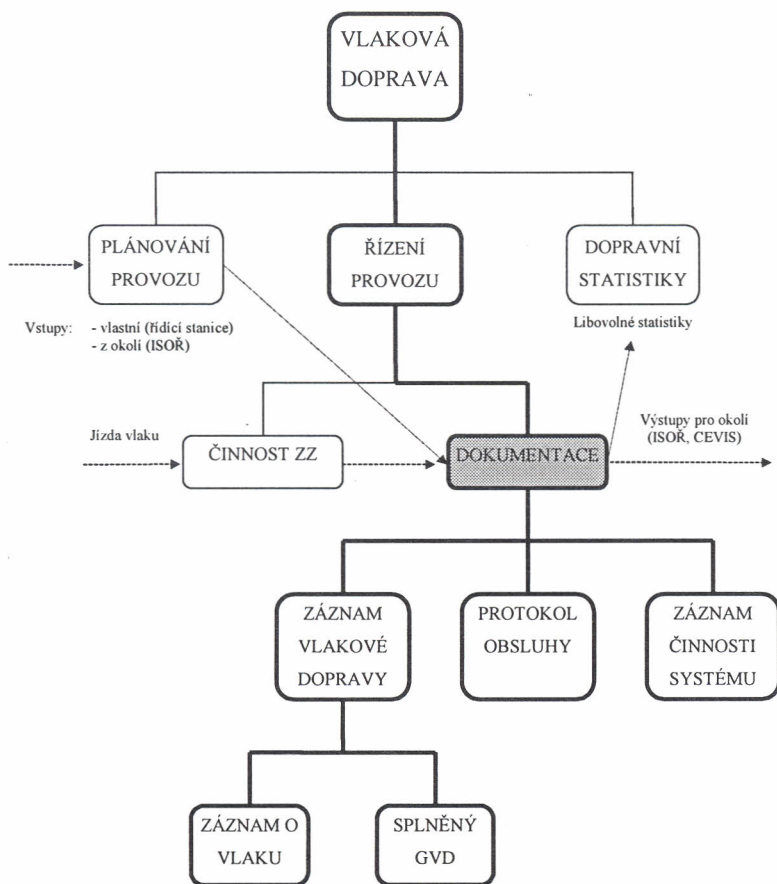 VLAKOVÁ
DOPRAVA
PLÁNOVÁNÍ
PROVOZU
ŘÍZENÍ
PROVOZU
DOPRAVNÍ
STATISTIKY
Vstupy: - vlastní (řídící stanice)
- z okolí (ISOŘ)
Libovolné statistiky
Jízda vlaku
ČINNOST ZZ
DOKUMENTACE
Výstupy pro okolí
(ISOŘ, CEVIS)
ZÁZNAM
VLAKOVÉ
DOPRAVY
PROTOKOL
OBSLUHY
ZÁZNAM
ČINNOSTI
SYSTÉMU
ZÁZNAM O
VLAKU
SPLNĚNÝ
GVD